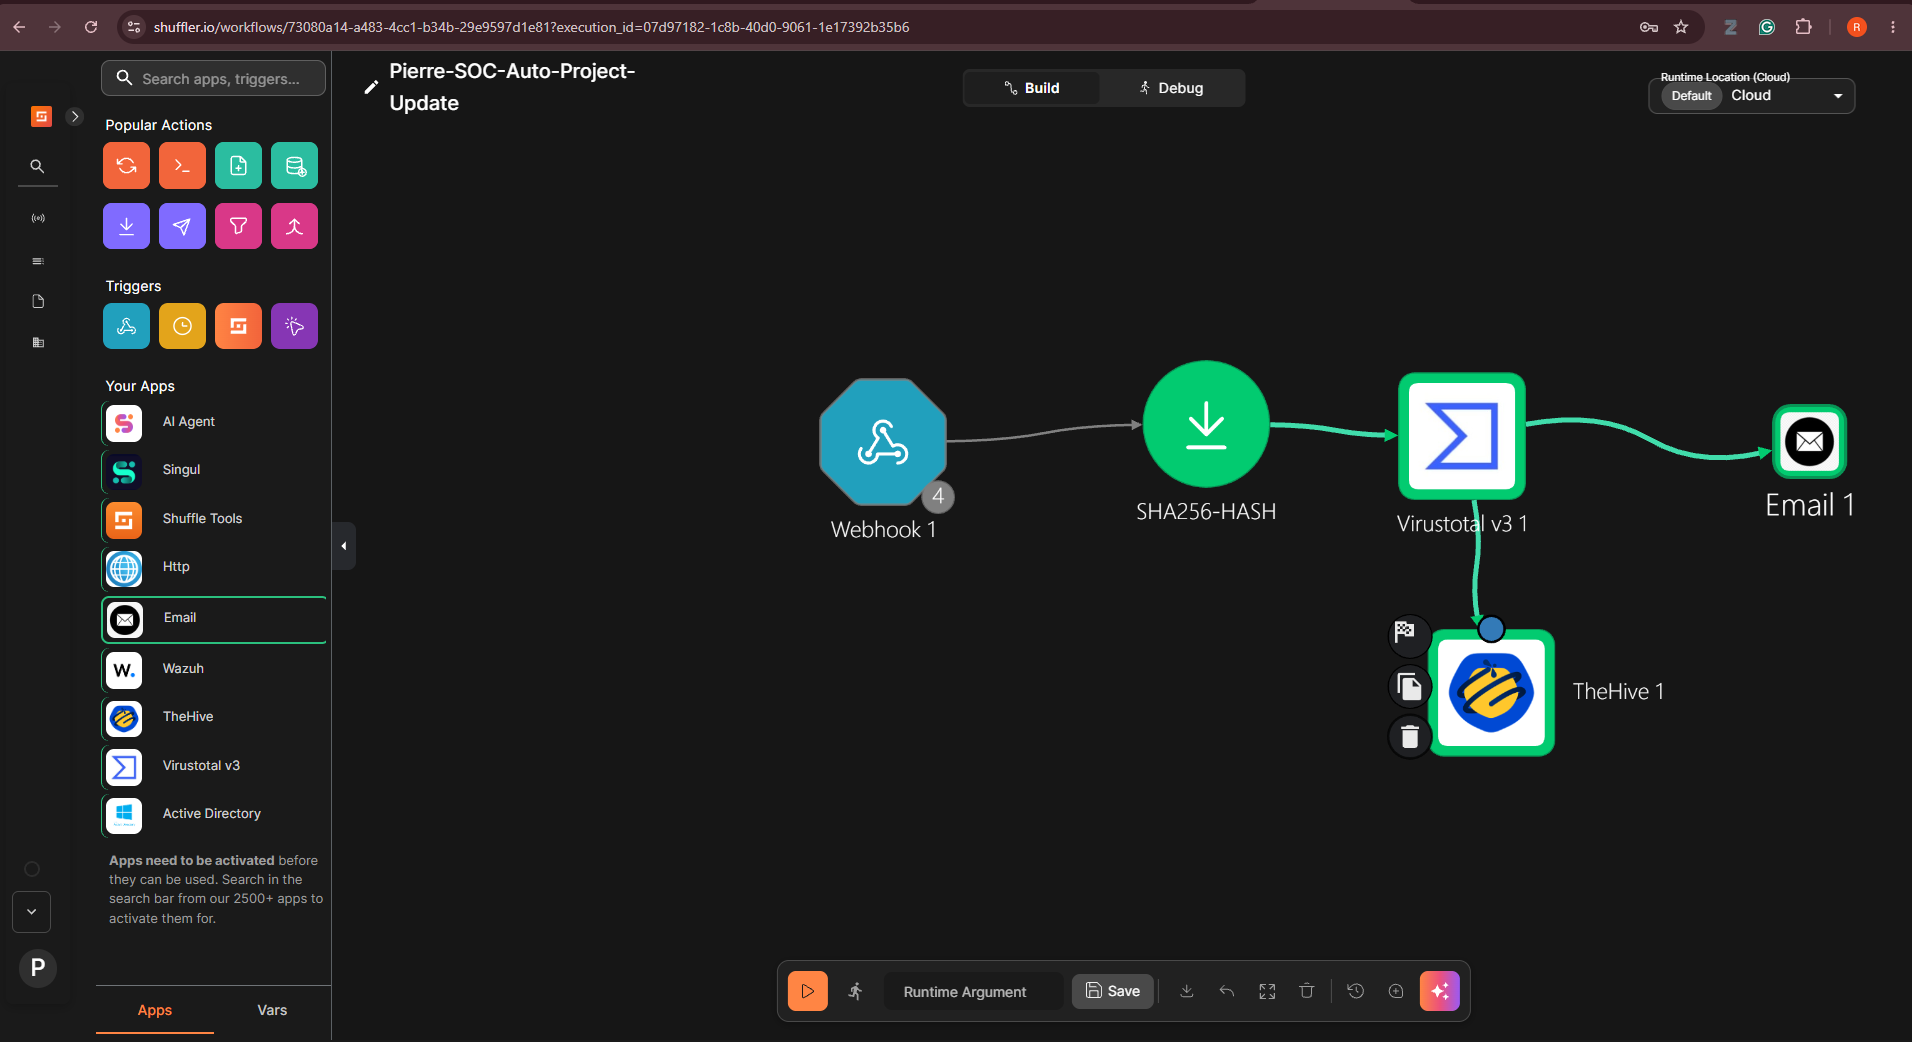 shuffler.io/workflows/73080a14-a483-4cc1-b34b-29e9597d1e81?execution_id=07d97182-1c8b-40d0-9061-1e17392b35b6
R
Search apps, triggers...
Pierre-SOC-Auto-Project-
Update
Build
Debug
Runtime Location (Cloud)
Default
Cloud
Popular Actions
Triggers
Your Apps
AI Agent
Singul
Shuffle Tools
Http
Email
W.
Wazuh
TheHive
Virustotal v3
Active Directory
Apps need to be activated before
they can be used. Search in the
search bar from our 2500+ apps to
activate them for.
P
Apps
Vars
4
Webhook 1
SHA256-HASH
Virustotal v3 1
Email 1
TheHive 1
Runtime Argument
Save